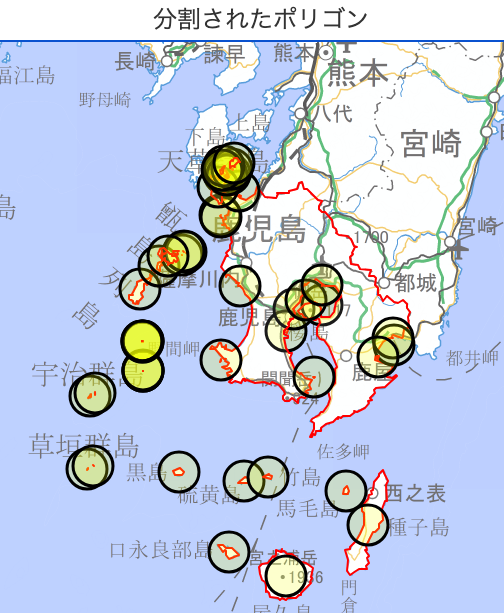 分割されたポリゴン
長崎
諫早
熊本
福江島
熊本
野母崎
八代
上島
下島
宮崎
天草
島
甑
鹿児島
1700
宮崎
島
列
薩摩川内
都城
島
鹿児島
間岬
都井岬
宇治群島
鹿屋
開聞岳
924
草垣群島
佐多岬
黒島
竹島
硫黄島
西之表
馬毛島
種子島
口永良部島
宮之浦岳
1936
門倉
屋久島